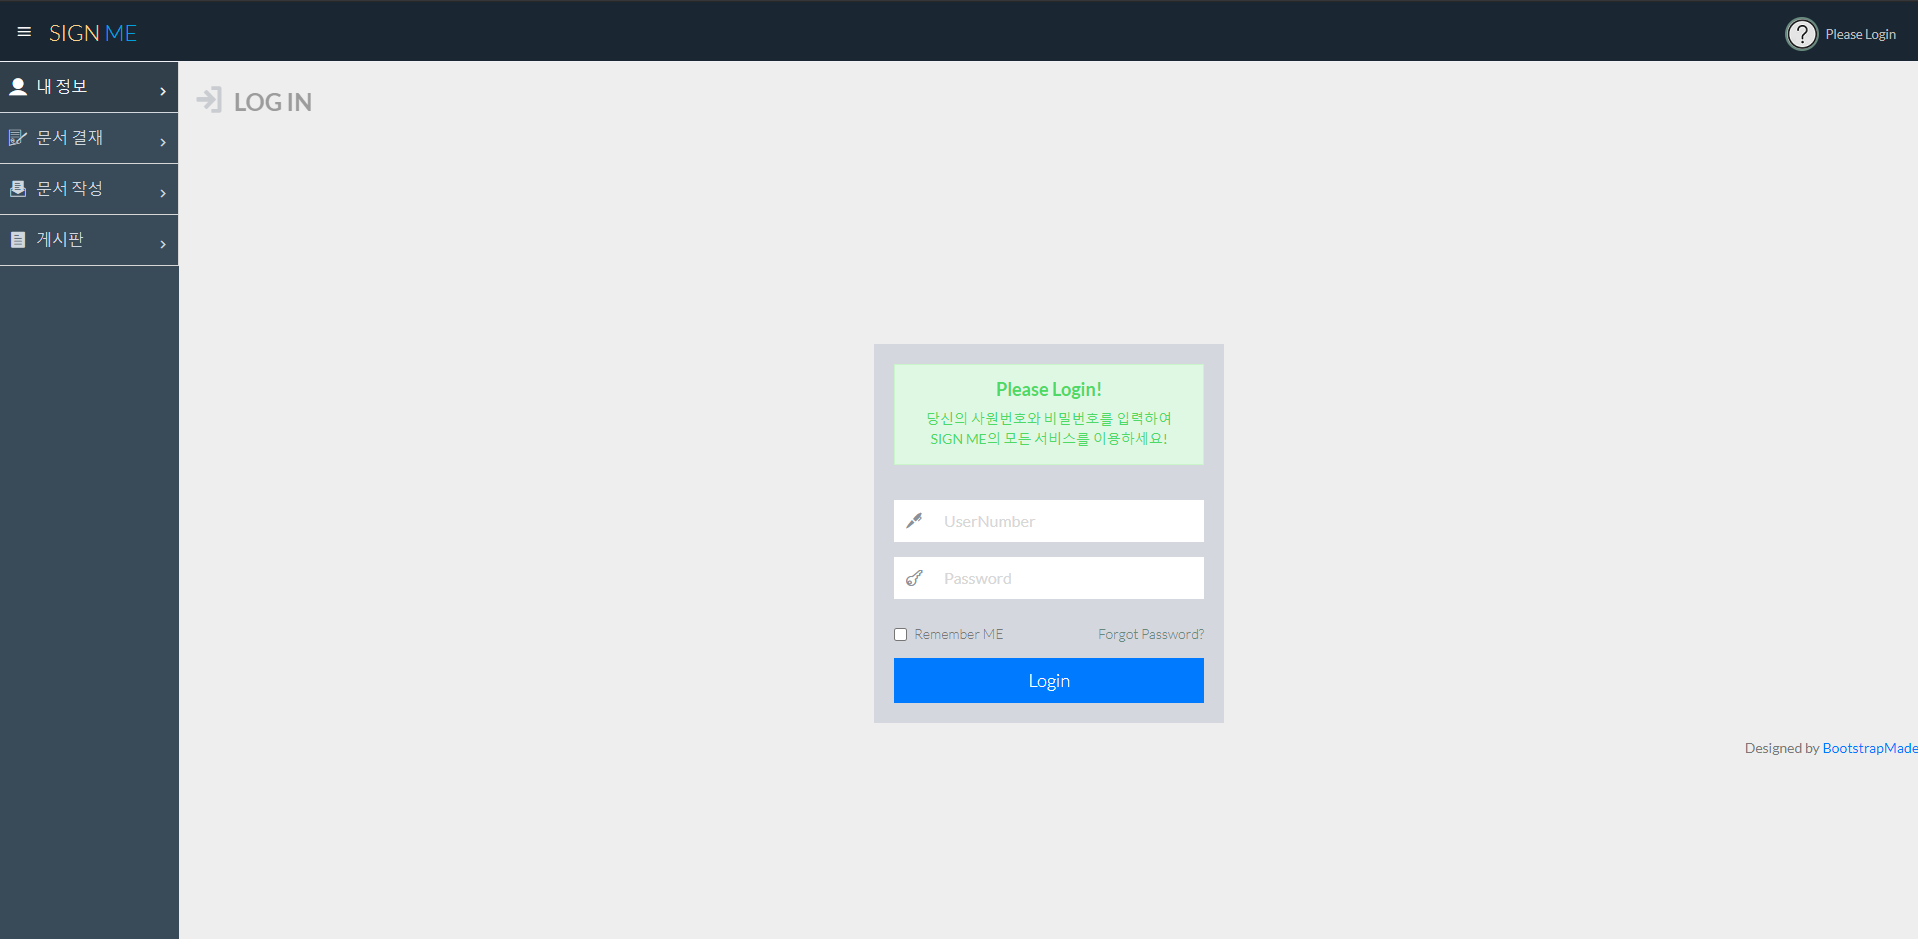 SIGN ME
Please Login
내 정보
문서 결재
문서 작성
게시판
LOG IN
Please Login!
당신의 사원번호와 비밀번호를 입력하여
SIGN ME의 모든 서비스를 이용하세요!
UserNumber
Password
Remember ME
Forgot Password?
Login
Designed by BootstrapMade